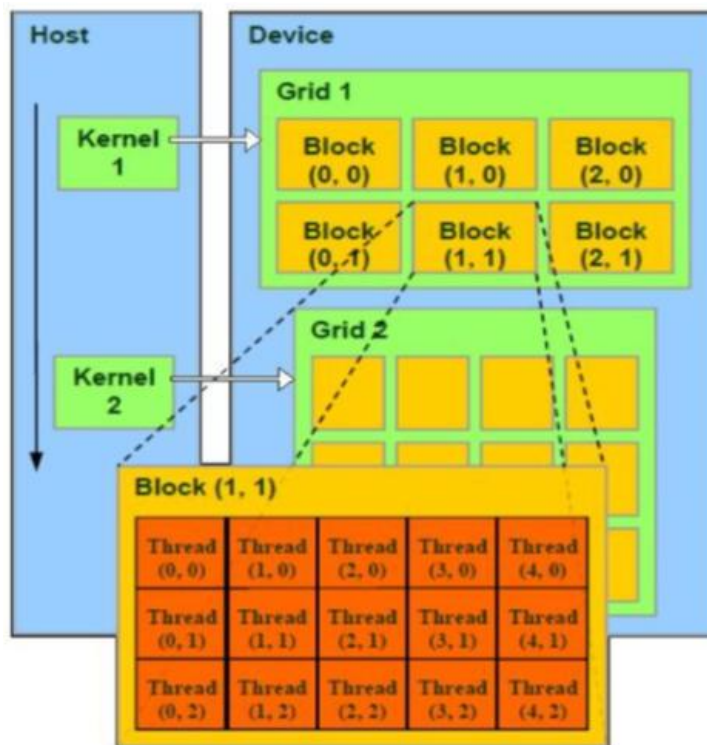 Host
Device
Grid 1
Kernel
1
Block
(0, 0)
Block
(1, 0)
Block
(2, 0)
Block
(0, 1)
Block
(1, 1)
Block
(2, 1)
Grid 2
Kernel
2
Block (1, 1)
Thread
(0, 0)
Thread
(1, 0)
Thread
(2, 0)
Thread
(3, 0)
Thread
(4, 0)
Thread
(0, 1)
Thread
(1, 1)
Thread
(2, 1)
Thread
(3, 1)
Thread
(4, 1)
Thread
(0, 2)
Thread
(1, 2)
Thread
(2, 2)
Thread
(3, 2)
Thread
(4, 2)